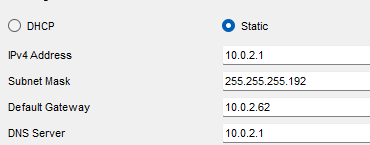 DHCP Static
IPv4 Address 10.0.2.1
Subnet Mask 255.255.255.192
Default Gateway 10.0.2.62
DNS Server 10.0.2.1